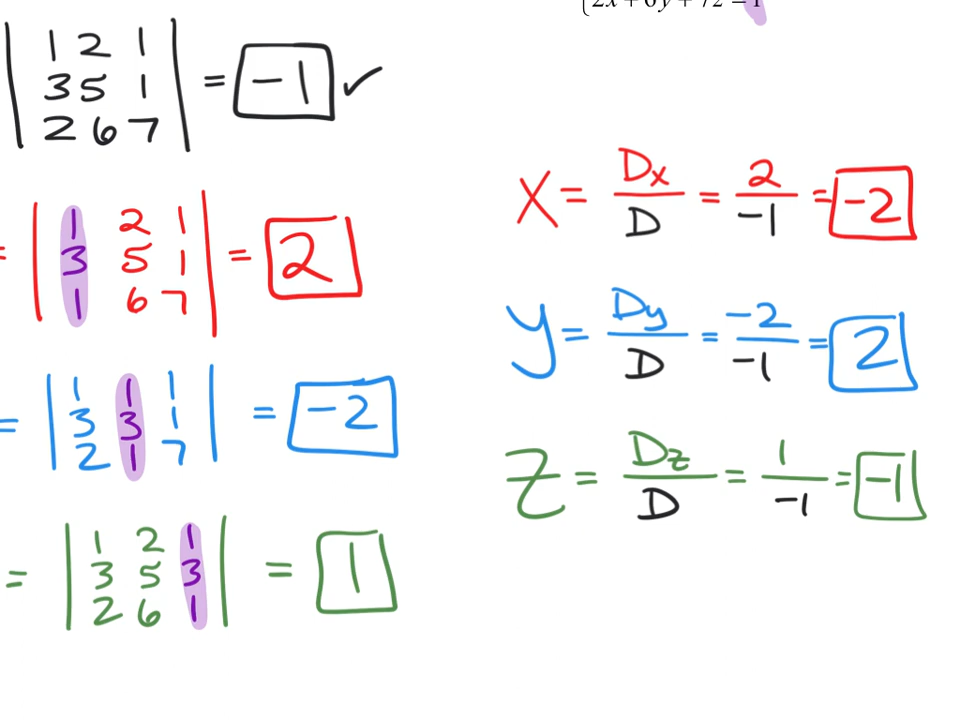 2x + 6y + 7z = 1
| 1 2 1 |
| 3 5 1 | = -1 ✓
| 2 6 7 |
| 1 2 1 |
= | 3 5 1 | = 2
| 1 6 7 |
| 1 1 1 |
= | 3 3 1 | = -2
| 2 1 7 |
| 1 2 1 |
= | 3 5 3 | = 1
| 2 6 1 |
X = Dx/D = 2/-1 = -2
y = Dy/D = -2/-1 = 2
Z = Dz/D = 1/-1 = -1